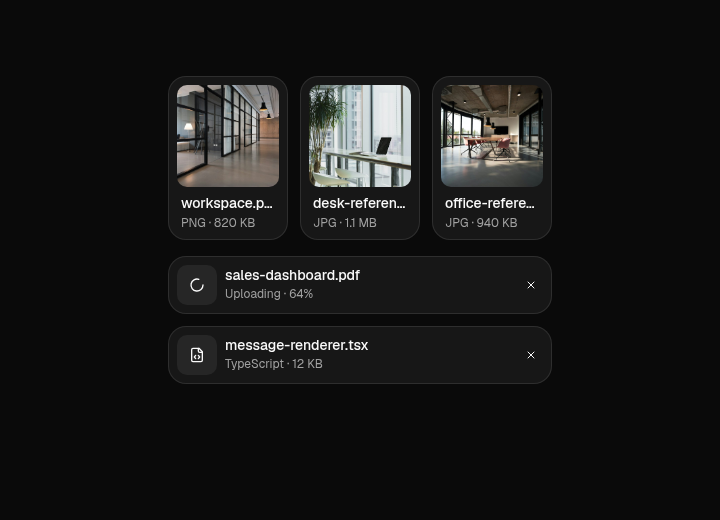 workspace.p...
PNG · 820 KB
desk-referen...
JPG · 1.1 MB
office-refere...
JPG · 940 KB
sales-dashboard.pdf
Uploading · 64%
message-renderer.tsx
TypeScript · 12 KB